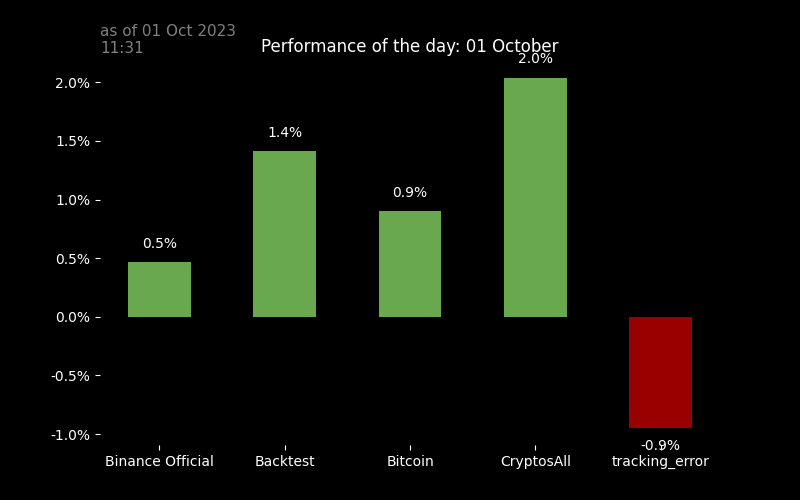 as of 01 Oct 2023
11:31
Performance of the day: 01 October
2.0%
1.5%
1.0%
0.5%
0.0%
-0.5%
-1.0%
0.5%
1.4%
0.9%
2.0%
-0.9%
Binance Official
Backtest
Bitcoin
CryptosAll
tracking_error